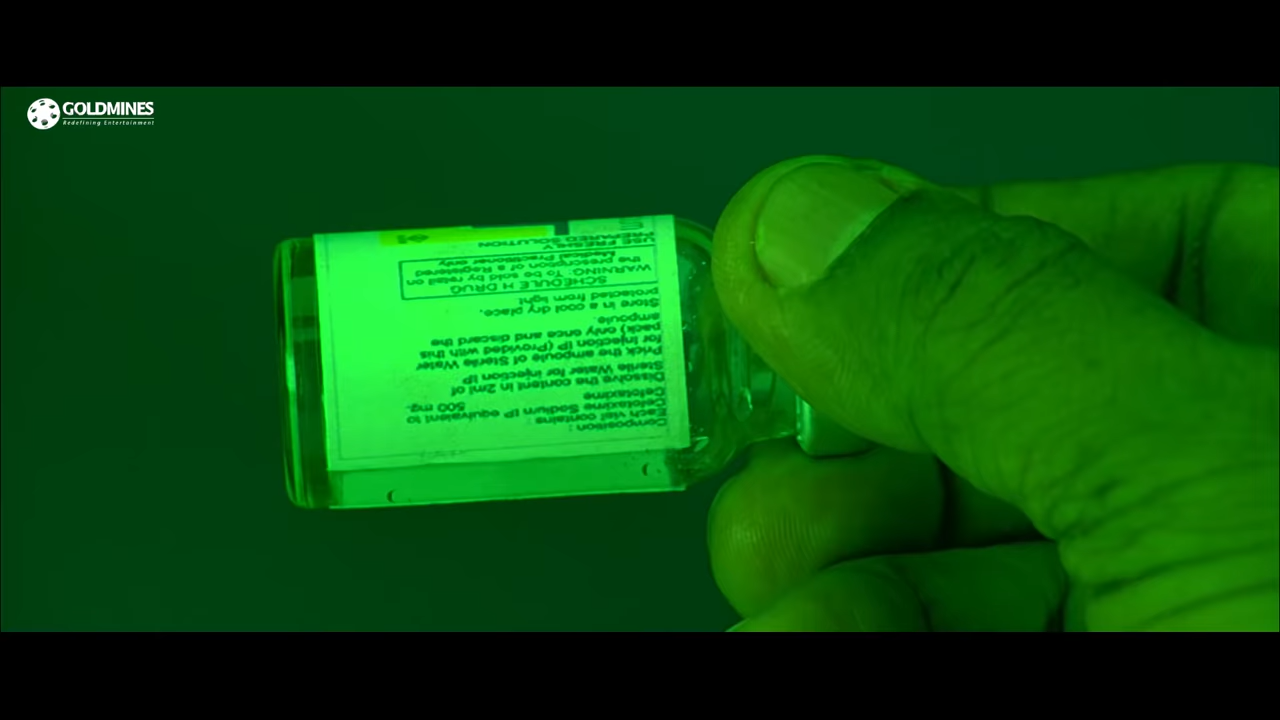 GOLDMINES
Redefining Entertainment
Composition :
Each vial contains
Cefotaxime Sodium IP equivalent to
Cefotaxime 500 mg.
Dissolve the content in 2ml of
Sterile Water for Injection IP
Prick the ampoule of Sterile Water
for Injection IP (Provided with this
pack) only once and discard the
ampoule.
Store in a cool dry place,
protected from light.
SCHEDULE H DRUG
WARNING: To be sold by retail on
the prescription of a Registered
Medical Practitioner only
USE FRESHLY
PREPARED SOLUTION